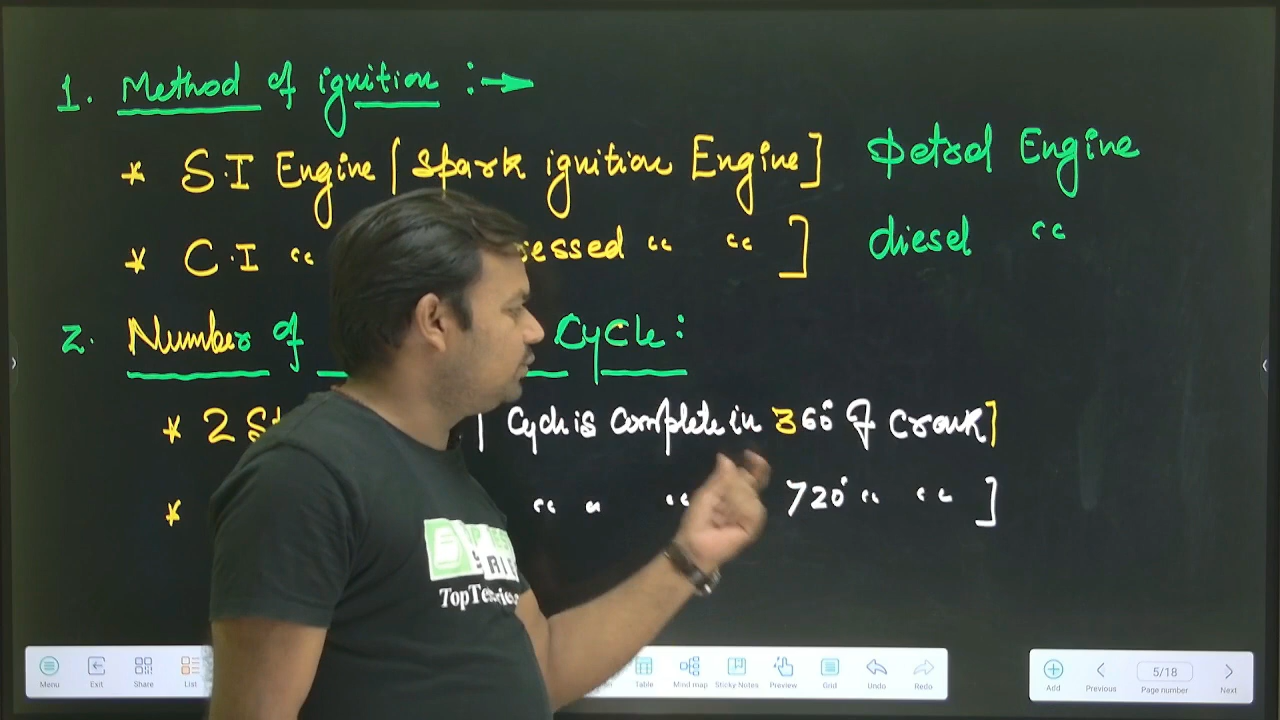 1. Method of ignition :→
* S.I Engine [Spark ignition Engine] petrol Engine
* C.I “ essed “ “ ] diesel “
2. Number of Cycle:
* 2 St [ Cycle is complete in 360° of crank]
* “ “ “ 720° “ “ ]
TopTe
Menu Exit Share List Table Mind map Sticky Notes Preview Grid Undo Redo Add Previous 5/18 Page number Next